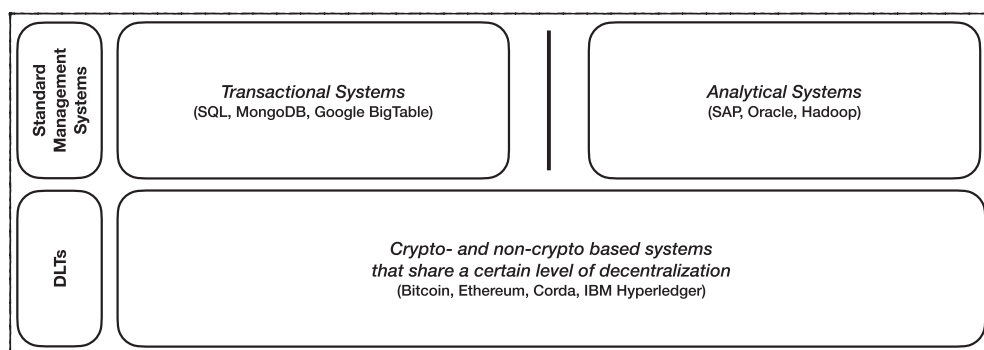 Standard
Management
Systems
Transactional Systems
(SQL, MongoDB, Google BigTable)
Analytical Systems
(SAP, Oracle, Hadoop)
DLTs
Crypto- and non-crypto based systems
that share a certain level of decentralization
(Bitcoin, Ethereum, Corda, IBM Hyperledger)